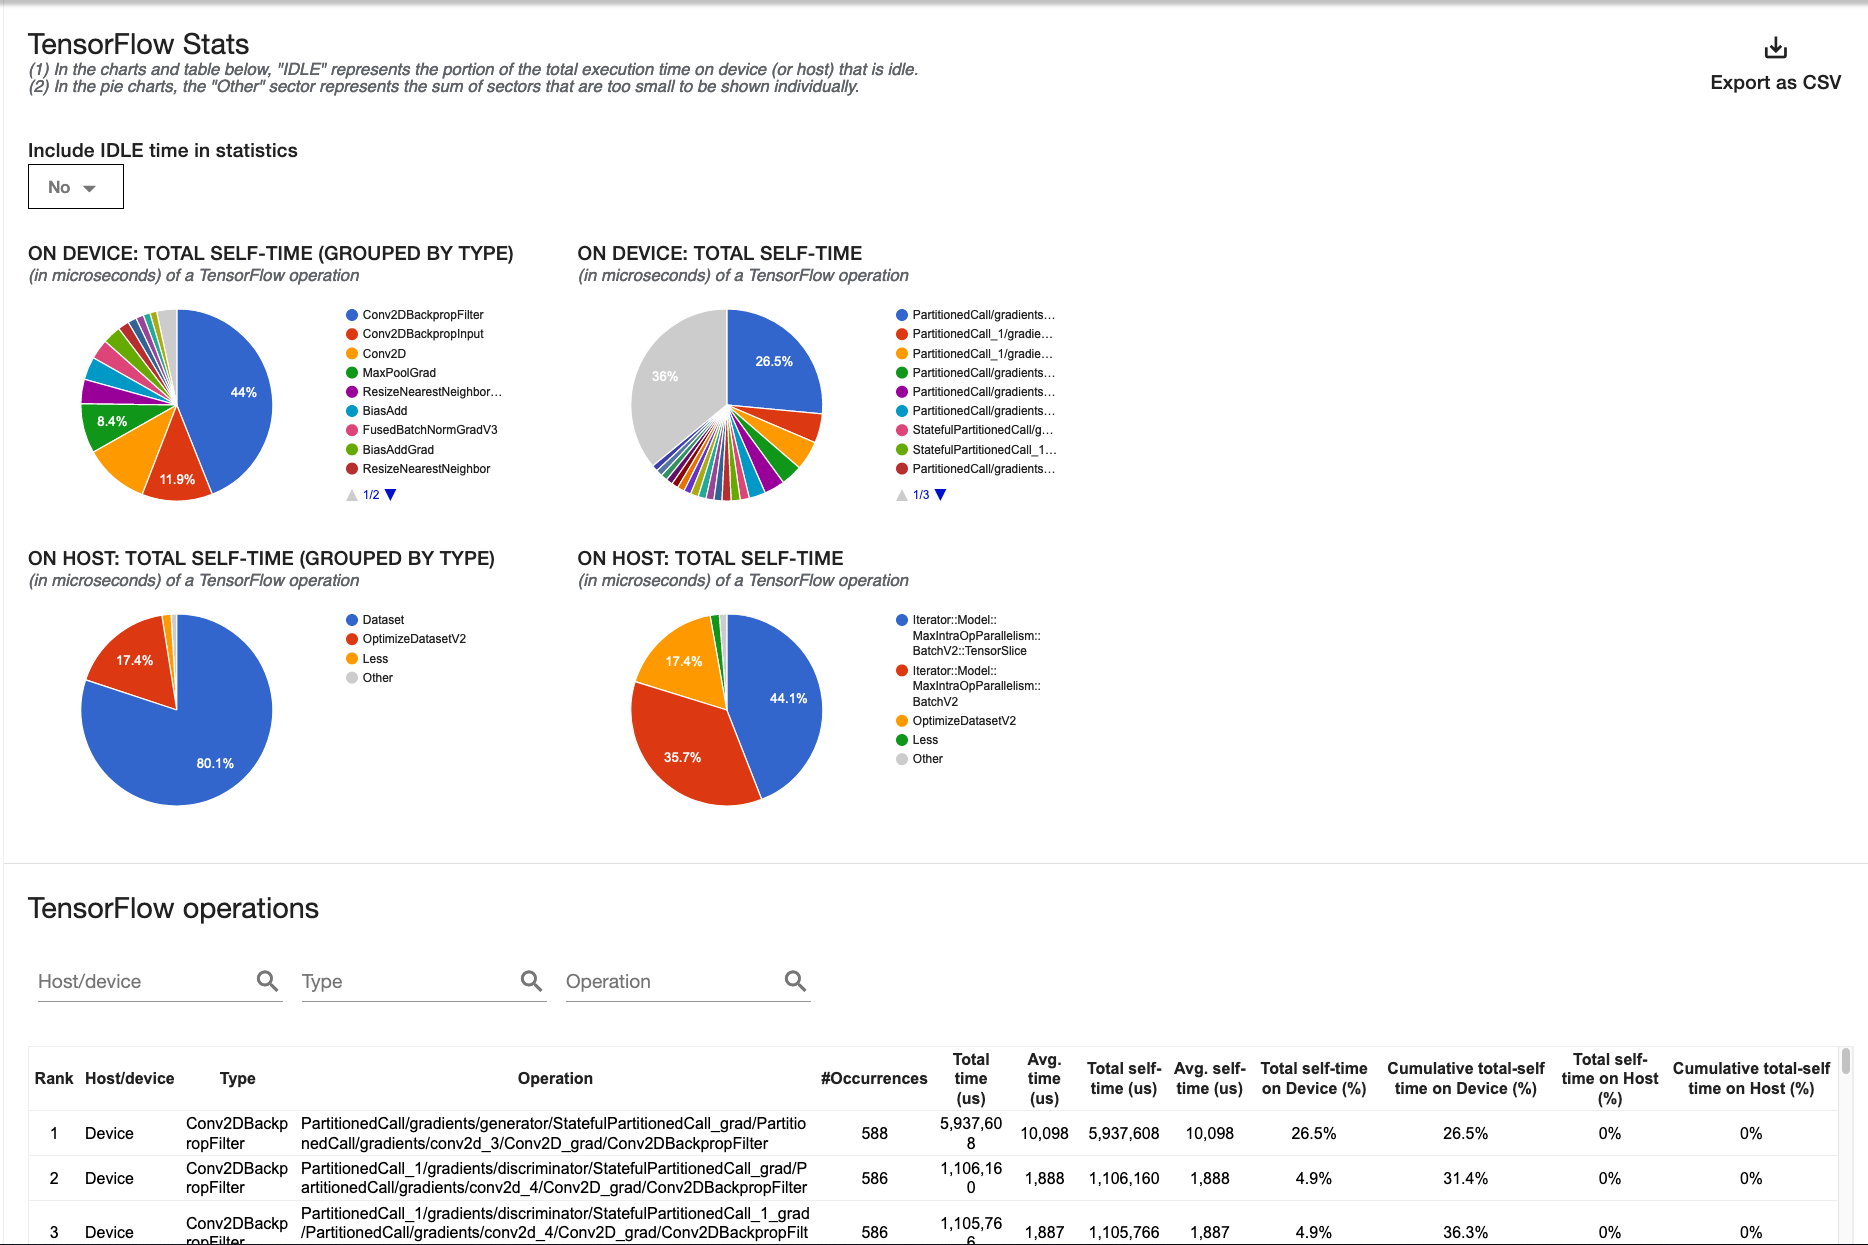 TensorFlow Stats
(1) In the charts and table below, "IDLE" represents the portion of the total execution time on device (or host) that is idle.
(2) In the pie charts, the "Other" sector represents the sum of sectors that are too small to be shown individually.
Export as CSV
Include IDLE time in statistics
No
ON DEVICE: TOTAL SELF-TIME (GROUPED BY TYPE)
(in microseconds) of a TensorFlow operation
44%
11.9%
8.4%
Conv2DBackpropFilter
Conv2DBackpropInput
Conv2D
MaxPoolGrad
ResizeNearestNeighbor...
BiasAdd
FusedBatchNormGradV3
BiasAddGrad
ResizeNearestNeighbor
1/2
ON DEVICE: TOTAL SELF-TIME
(in microseconds) of a TensorFlow operation
26.5%
36%
PartitionedCall/gradients...
PartitionedCall_1/gradie...
PartitionedCall_1/gradie...
PartitionedCall/gradients...
PartitionedCall/gradients...
PartitionedCall/gradients...
StatefulPartitionedCall/g...
StatefulPartitionedCall_1...
PartitionedCall/gradients...
1/3
ON HOST: TOTAL SELF-TIME (GROUPED BY TYPE)
(in microseconds) of a TensorFlow operation
17.4%
80.1%
Dataset
OptimizeDatasetV2
Less
Other
ON HOST: TOTAL SELF-TIME
(in microseconds) of a TensorFlow operation
17.4%
44.1%
35.7%
Iterator::Model::
MaxIntraOpParallelism::
BatchV2::TensorSlice
Iterator::Model::
MaxIntraOpParallelism::
BatchV2
OptimizeDatasetV2
Less
Other
TensorFlow operations
Host/device
Type
Operation
Rank Host/device Type Operation #Occurrences Total time (us) Avg. time (us) Total self-time (us) Avg. self-time (us) Total self-time on Device (%) Cumulative total-self time on Device (%) Total self-time on Host (%) Cumulative total-self time on Host (%)
1 Device Conv2DBackp PartitionedCall/gradients/generator/StatefulPartitionedCall_grad/Partitio 588 5,937,60 10,098 5,937,608 10,098 26.5% 26.5% 0% 0%
ropFilter nedCall/gradients/conv2d_3/Conv2D_grad/Conv2DBackpropFilter 8
2 Device Conv2DBackp PartitionedCall_1/gradients/discriminator/StatefulPartitionedCall_grad/P 586 1,106,16 1,888 1,106,160 1,888 4.9% 31.4% 0% 0%
ropFilter artitionedCall/gradients/conv2d_4/Conv2D_grad/Conv2DBackpropFilter 0
PartitionedCall_1/gradients/discriminator/StatefulPartitionedCall_1_grad
3 Device Conv2DBackp /PartitionedCall/gradients/conv2d_4/Conv2D_grad/Conv2DBackpropFilt 586 1,105,76 1,887 1,105,766 1,887 4.9% 36.3% 0% 0%
ropFilter 6